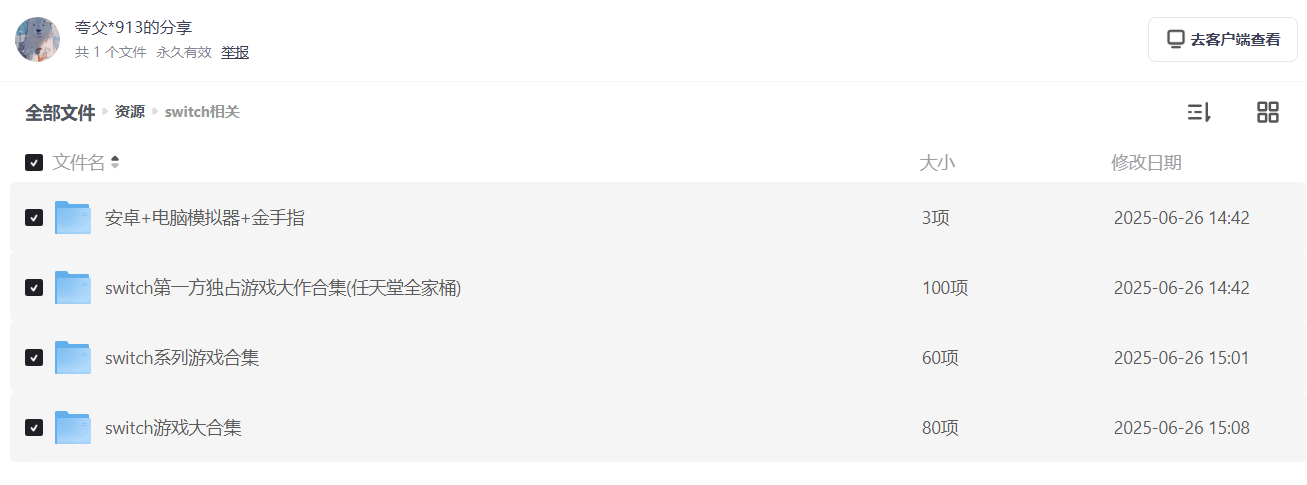 夸父*913的分享
共 1 个文件 永久有效 举报
去客户端查看
全部文件 资源 switch相关
文件名 大小 修改日期
安卓+电脑模拟器+金手指 3项 2025-06-26 14:42
switch第一方独占游戏大作合集(任天堂全家桶) 100项 2025-06-26 14:42
switch系列游戏合集 60项 2025-06-26 15:01
switch游戏大合集 80项 2025-06-26 15:08